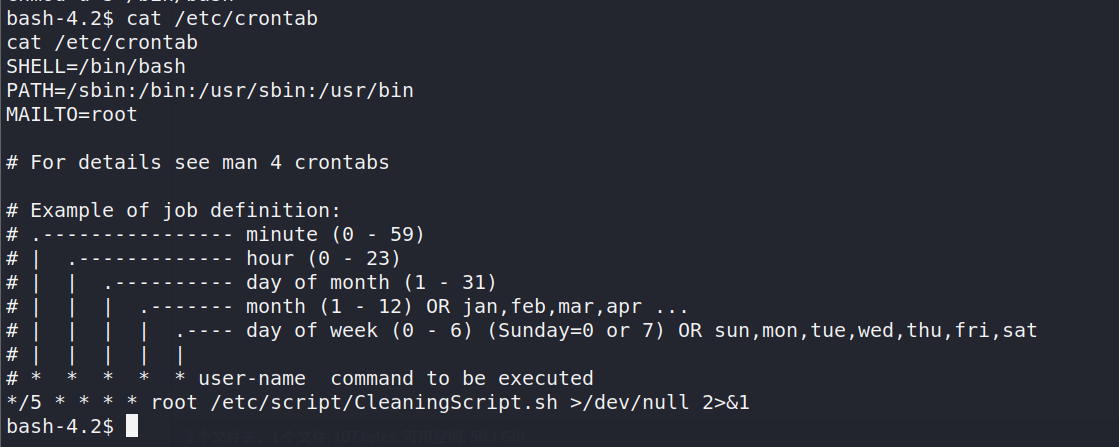 bash-4.2$ cat /etc/crontab
cat /etc/crontab
SHELL=/bin/bash
PATH=/sbin:/bin:/usr/sbin:/usr/bin
MAILTO=root
# For details see man 4 crontabs
# Example of job definition:
# .---------------- minute (0 - 59)
# |  .------------- hour (0 - 23)
# |  |  .---------- day of month (1 - 31)
# |  |  |  .------- month (1 - 12) OR jan,feb,mar,apr ...
# |  |  |  |  .---- day of week (0 - 6) (Sunday=0 or 7) OR sun,mon,tue,wed,thu,fri,sat
# |  |  |  |  |
# *  *  *  *  * user-name  command to be executed
*/5 * * * * root /etc/script/CleaningScript.sh >/dev/null 2>&1
bash-4.2$